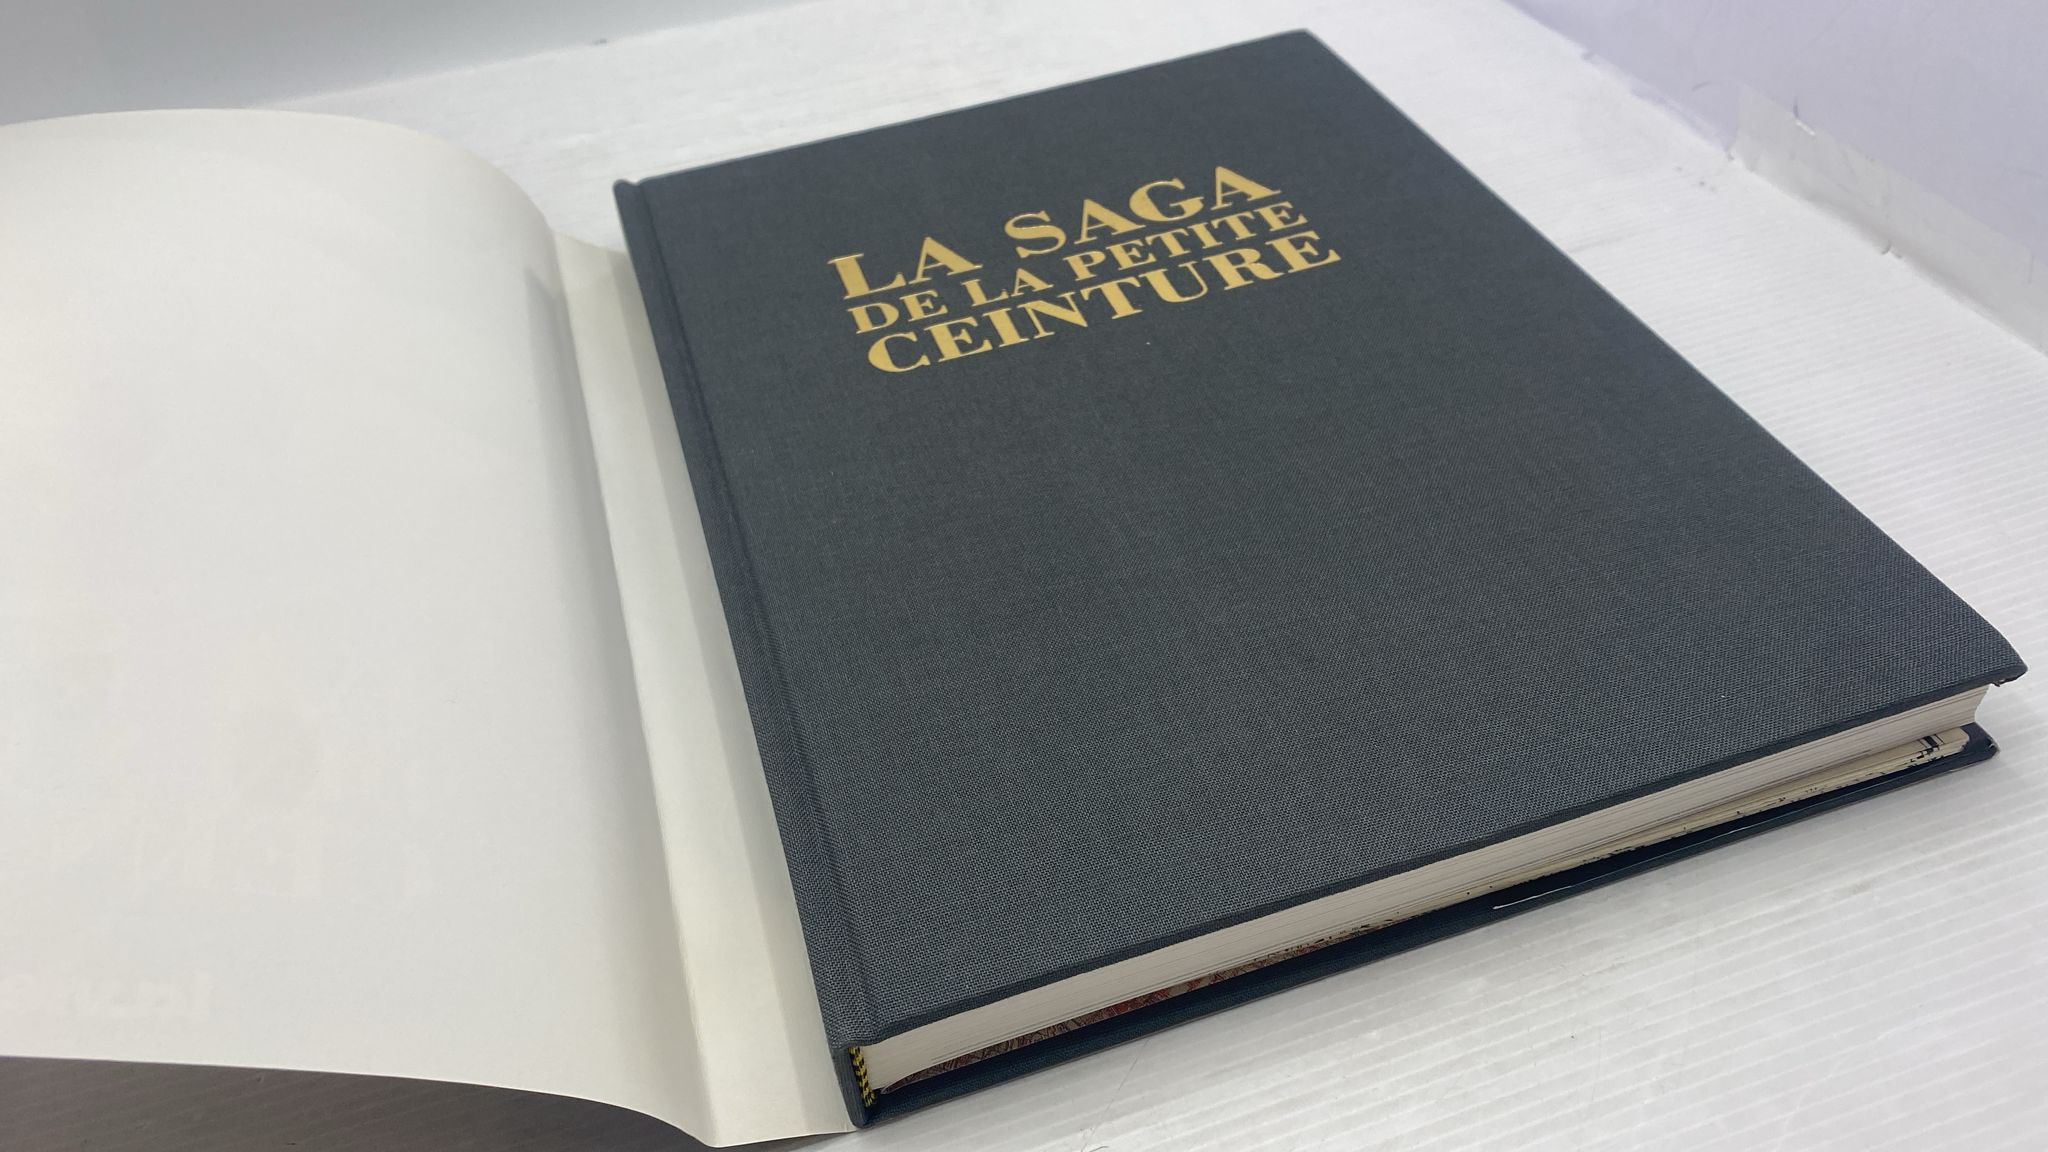 LA SAGA
DE LA PETITE
CEINTURE